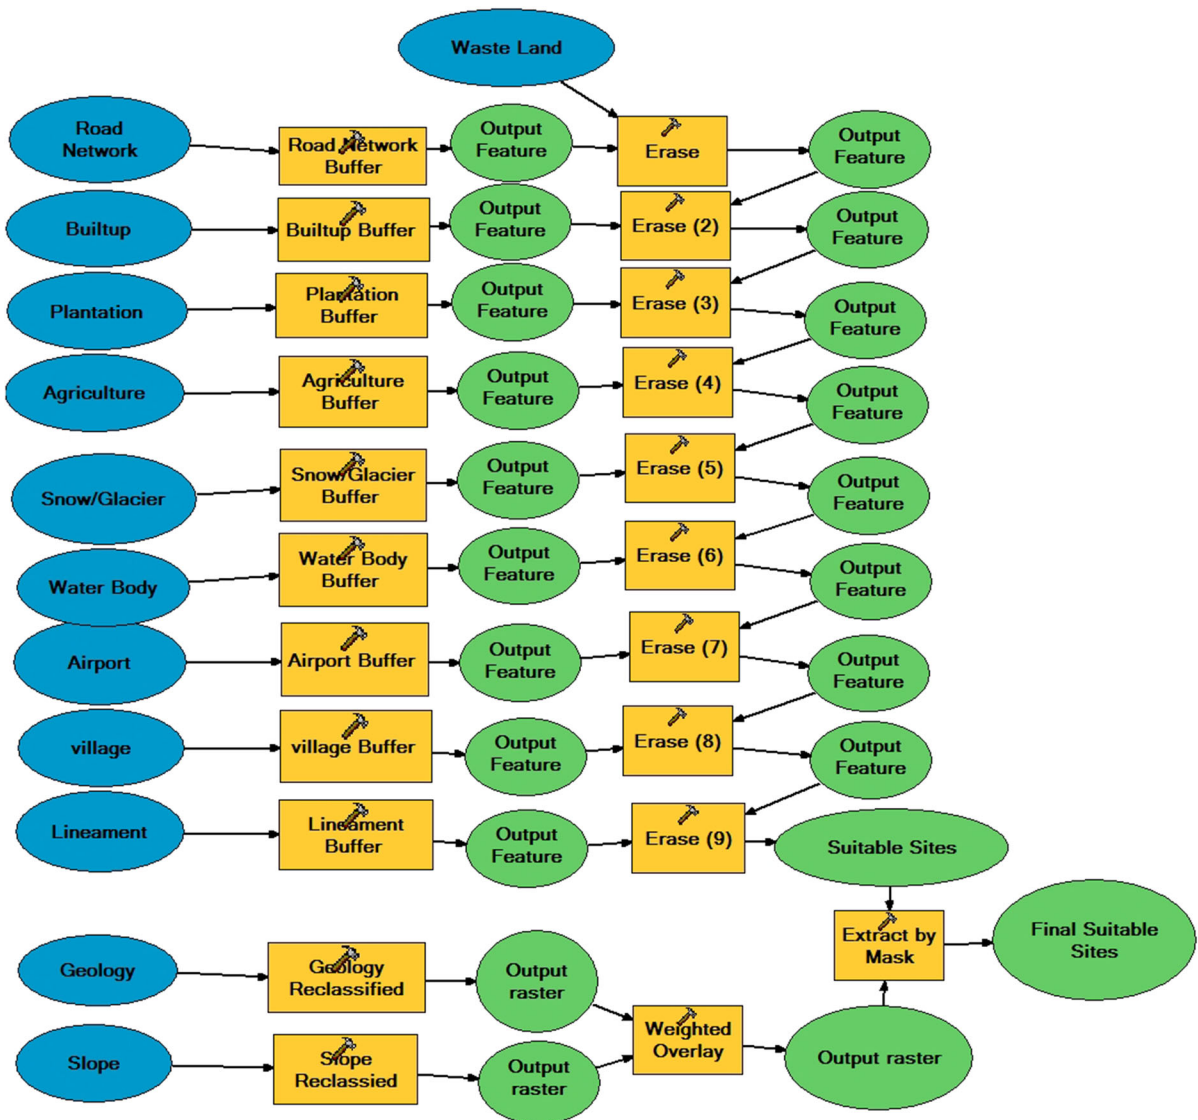 Waste Land
Road
Network
Road Network
Buffer
Output
Feature
Erase
Output
Feature
Builtup
Builtup Buffer
Output
Feature
Erase (2)
Output
Feature
Plantation
Plantation
Buffer
Output
Feature
Erase (3)
Output
Feature
Agriculture
Agriculture
Buffer
Output
Feature
Erase (4)
Output
Feature
Snow/Glacier
Snow/Glacier
Buffer
Output
Feature
Erase (5)
Output
Feature
Water Body
Water Body
Buffer
Output
Feature
Erase (6)
Output
Feature
Airport
Airport Buffer
Output
Feature
Erase (7)
Output
Feature
village
village Buffer
Output
Feature
Erase (8)
Output
Feature
Lineament
Lineament
Buffer
Output
Feature
Erase (9)
Suitable Sites
Extract by
Mask
Final Suitable
Sites
Geology
Geology
Reclassified
Output
raster
Weighted
Overlay
Output raster
Slope
Slope
Reclassied
Output
raster